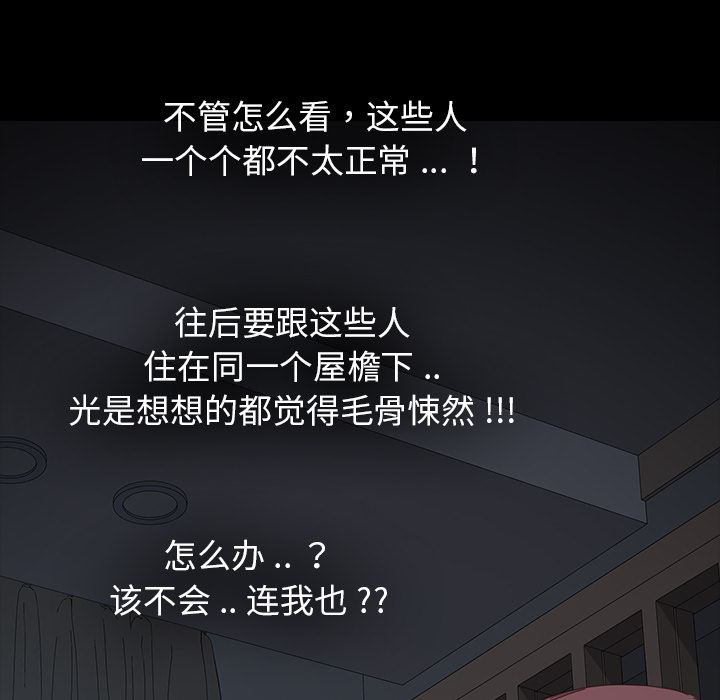 不管怎么看，这些人
一个个都不太正常 ... ！
往后要跟这些人
住在同一个屋檐下 ..
光是想想的都觉得毛骨悚然 !!!
怎么办 .. ？
该不会 .. 连我也 ??